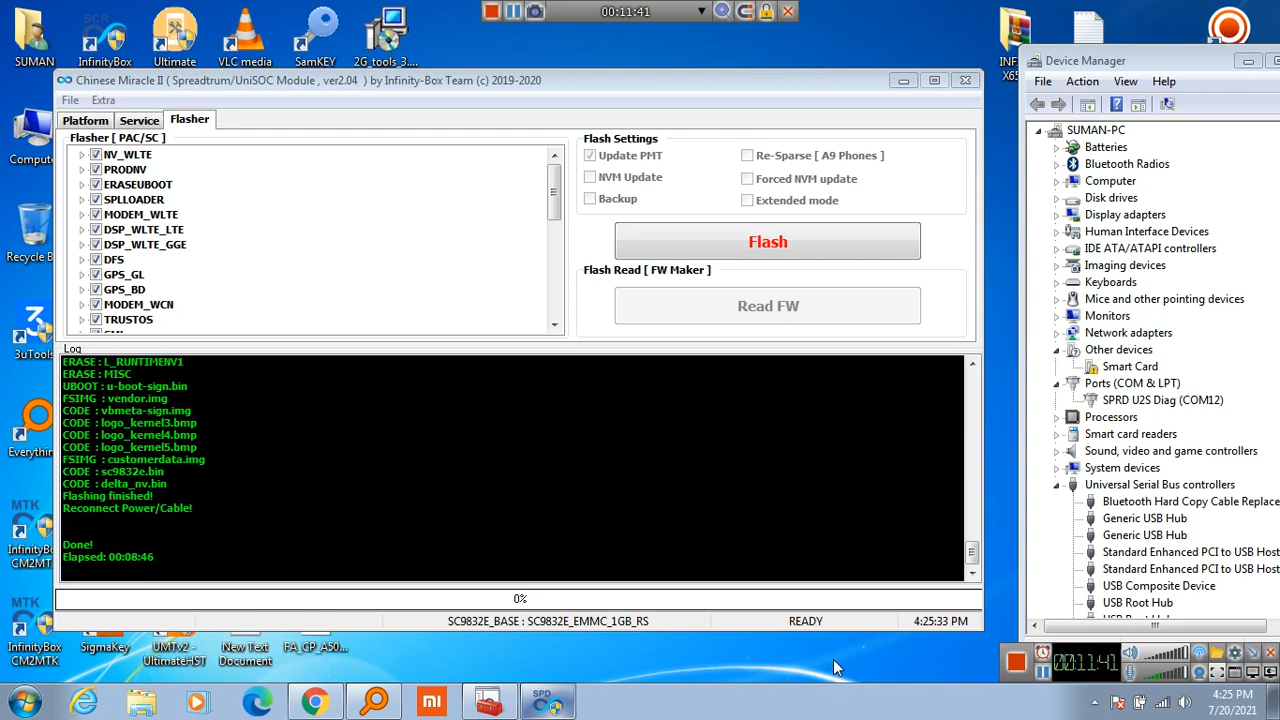 00:11:41
SUMAN
InfinityBox
Ultimate
VLC media
SamKEY
2G_tools_3....
Chinese Miracle II ( Spreadtrum/UniSOC Module, ver2.04 ) by Infinity-Box Team (c) 2019-2020
File Extra
Platform Service Flasher
Flasher [ PAC/SC ]
NV_WLTE
PRODNV
ERASEUBOOT
SPLLOADER
MODEM_WLTE
DSP_WLTE_LTE
DSP_WLTE_GGE
DFS
GPS_GL
GPS_BD
MODEM_WCN
TRUSTOS
Flash Settings
Update PMT
Re-Sparse [ A9 Phones ]
NVM Update
Forced NVM update
Backup
Extended mode
Flash
Flash Read [ FW Maker ]
Read FW
Log
ERASE : L_RUNTIMENV1
ERASE : MISC
UBOOT : u-boot-sign.bin
FSIMG : vendor.img
CODE : vbmeta-sign.img
CODE : logo_kernel3.bmp
CODE : logo_kernel4.bmp
CODE : logo_kernel5.bmp
FSIMG : customerdata.img
CODE : sc9832e.bin
CODE : delta_nv.bin
Flashing finished!
Reconnect Power/Cable!
Done!
Elapsed: 00:08:46
0%
SC9832E_BASE : SC9832E_EMMC_1GB_RS
READY
4:25:33 PM
Comput
Recycle B
3uTools
Everythin
MTK
InfinityBox
CM2MTK
MTK
InfinityBox
CM2MTK
SigmaKey
UMTv2 -
UltimateHST
New Text
Document
FA_CP_A50...
INF
X65
Device Manager
File Action View Help
SUMAN-PC
Batteries
Bluetooth Radios
Computer
Disk drives
Display adapters
Human Interface Devices
IDE ATA/ATAPI controllers
Imaging devices
Keyboards
Mice and other pointing devices
Monitors
Network adapters
Other devices
Smart Card
Ports (COM & LPT)
SPRD U2S Diag (COM12)
Processors
Smart card readers
Sound, video and game controllers
System devices
Universal Serial Bus controllers
Bluetooth Hard Copy Cable Replace
Generic USB Hub
Generic USB Hub
Standard Enhanced PCI to USB Host
Standard Enhanced PCI to USB Host
USB Composite Device
USB Root Hub
00:11:41
SPD
4:25 PM
7/20/2021